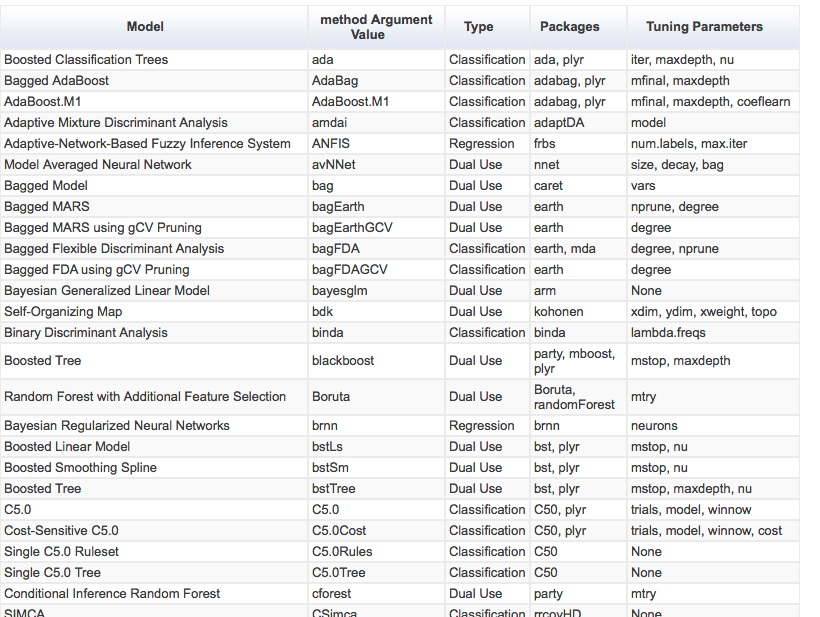 Model method Argument Value Type Packages Tuning Parameters
Boosted Classification Trees ada Classification ada, plyr iter, maxdepth, nu
Bagged AdaBoost AdaBag Classification adabag, plyr mfinal, maxdepth
AdaBoost.M1 AdaBoost.M1 Classification adabag, plyr mfinal, maxdepth, coeflearn
Adaptive Mixture Discriminant Analysis amdai Classification adaptDA model
Adaptive-Network-Based Fuzzy Inference System ANFIS Regression frbs num.labels, max.iter
Model Averaged Neural Network avNNet Dual Use nnet size, decay, bag
Bagged Model bag Dual Use caret vars
Bagged MARS bagEarth Dual Use earth nprune, degree
Bagged MARS using gCV Pruning bagEarthGCV Dual Use earth degree
Bagged Flexible Discriminant Analysis bagFDA Classification earth, mda degree, nprune
Bagged FDA using gCV Pruning bagFDAGCV Classification earth degree
Bayesian Generalized Linear Model bayesglm Dual Use arm None
Self-Organizing Map bdk Dual Use kohonen xdim, ydim, xweight, topo
Binary Discriminant Analysis binda Classification binda lambda.freqs
Boosted Tree blackboost Dual Use party, mboost, plyr mstop, maxdepth
Random Forest with Additional Feature Selection Boruta Dual Use Boruta, randomForest mtry
Bayesian Regularized Neural Networks brnn Regression brnn neurons
Boosted Linear Model bstLs Dual Use bst, plyr mstop, nu
Boosted Smoothing Spline bstSm Dual Use bst, plyr mstop, nu
Boosted Tree bstTree Dual Use bst, plyr mstop, maxdepth, nu
C5.0 C5.0 Classification C50, plyr trials, model, winnow
Cost-Sensitive C5.0 C5.0Cost Classification C50, plyr trials, model, winnow, cost
Single C5.0 Ruleset C5.0Rules Classification C50 None
Single C5.0 Tree C5.0Tree Classification C50 None
Conditional Inference Random Forest cforest Dual Use party mtry
SIMCA CSimca Classification rrcovHD None